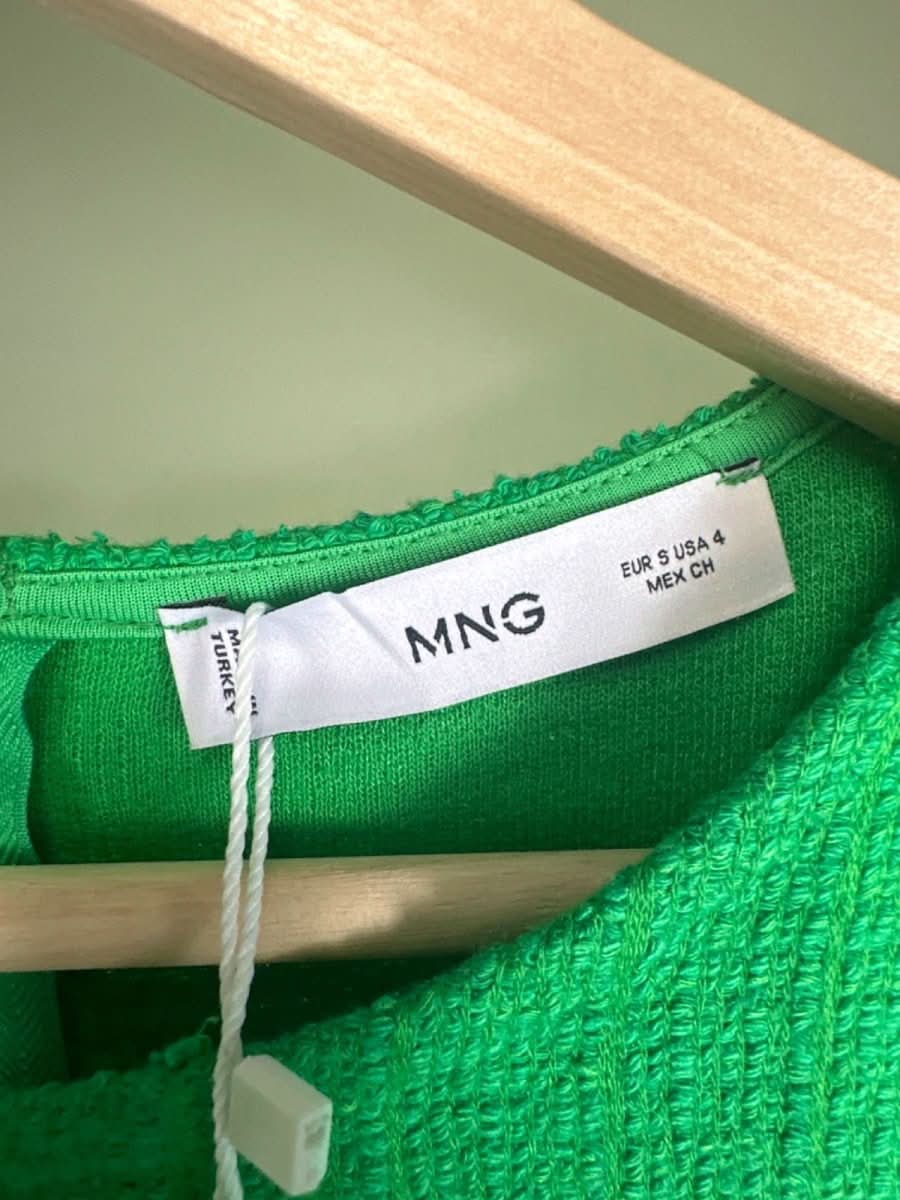 TURKEY
MNG
EUR S USA 4
MEX CH